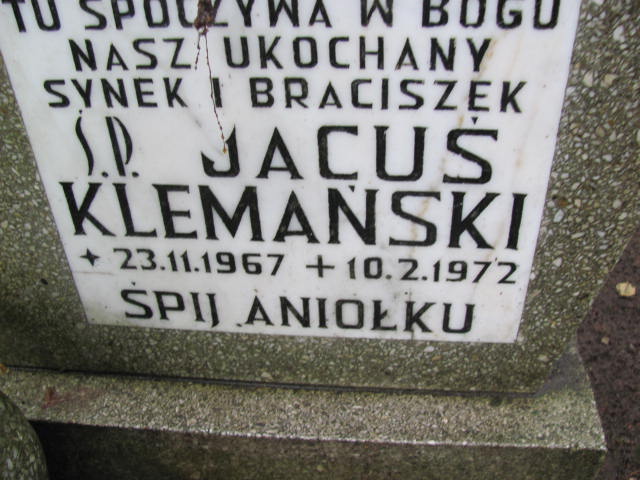 TU SPOCZYWA W BOGU
NASZ UKOCHANY
SYNEK I BRACISZEK
Ś.P. JACUŚ
KLEMAŃSKI
* 23.11.1967 + 10.2.1972
ŚPIJ ANIOŁKU